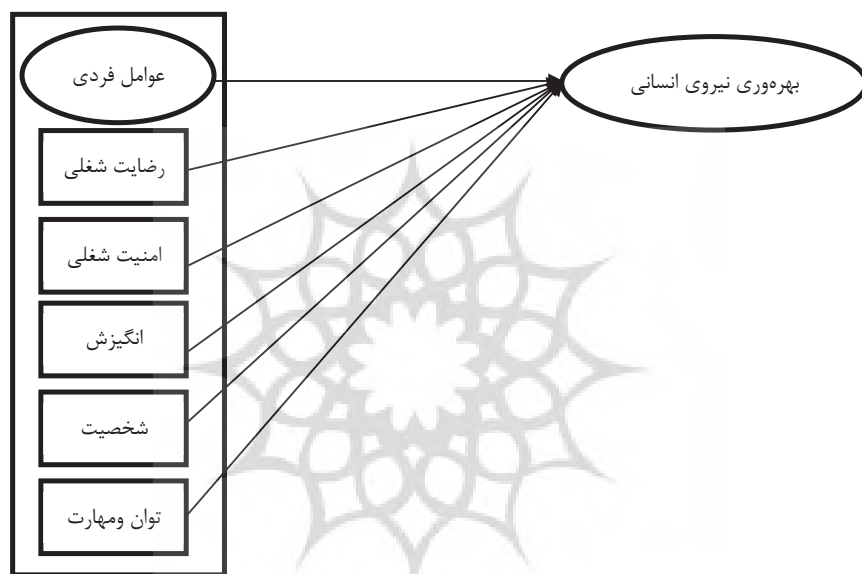 عوامل فردی
بهره‌وری نیروی انسانی
رضایت شغلی
امنیت شغلی
انگیزش
شخصیت
توان ومهارت